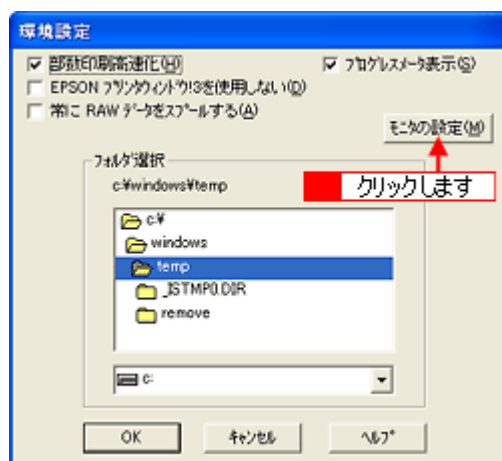 環境設定
部数印刷高速化(H)
ﾌﾟﾛｸﾞﾚｽﾒｰﾀ表示(S)
EPSON ﾌﾟﾘﾝﾀｳｨﾝﾄﾞｳ!3を使用しない(D)
常に RAW ﾃﾞｰﾀをｽﾌﾟｰﾙする(A)
ﾓﾆﾀの設定(M)
クリックします
ﾌｫﾙﾀﾞ選択
c:¥windows¥temp
c:¥
windows
temp
_ISTMP0.DIR
remove
c:
OK
ｷｬﾝｾﾙ
ﾍﾙﾌﾟ